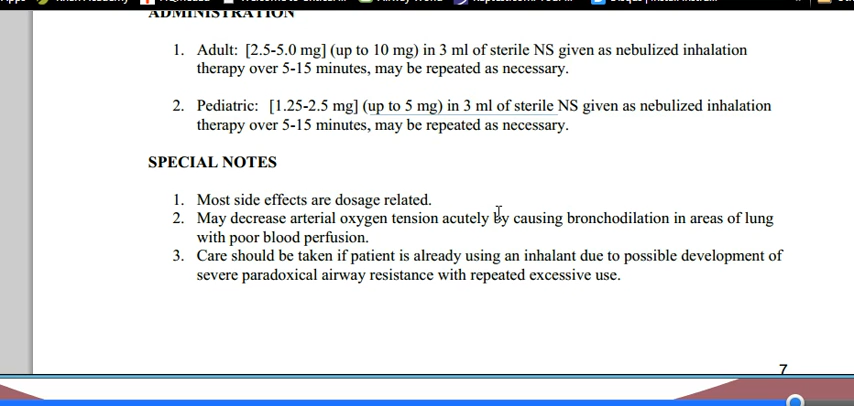 ADMINISTRATION
1. Adult: [2.5-5.0 mg] (up to 10 mg) in 3 ml of sterile NS given as nebulized inhalation
therapy over 5-15 minutes, may be repeated as necessary.
2. Pediatric: [1.25-2.5 mg] (up to 5 mg) in 3 ml of sterile NS given as nebulized inhalation
therapy over 5-15 minutes, may be repeated as necessary.
SPECIAL NOTES
1. Most side effects are dosage related.
2. May decrease arterial oxygen tension acutely by causing bronchodilation in areas of lung
with poor blood perfusion.
3. Care should be taken if patient is already using an inhalant due to possible development of
severe paradoxical airway resistance with repeated excessive use.
7